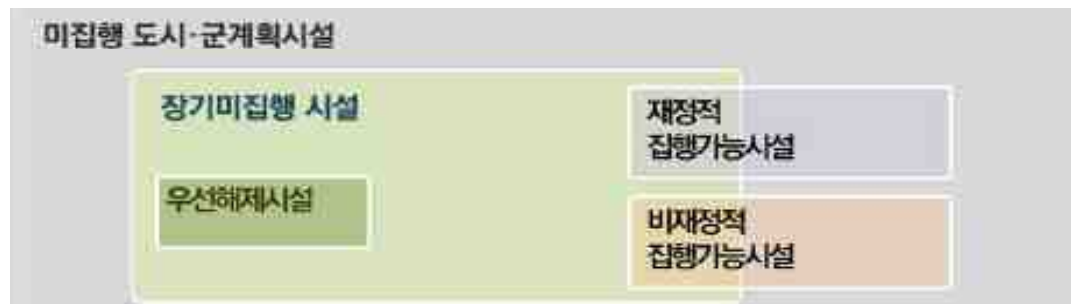 미집행 도시·군계획시설
장기미집행 시설
우선해제시설
재정적
집행가능시설
비재정적
집행가능시설